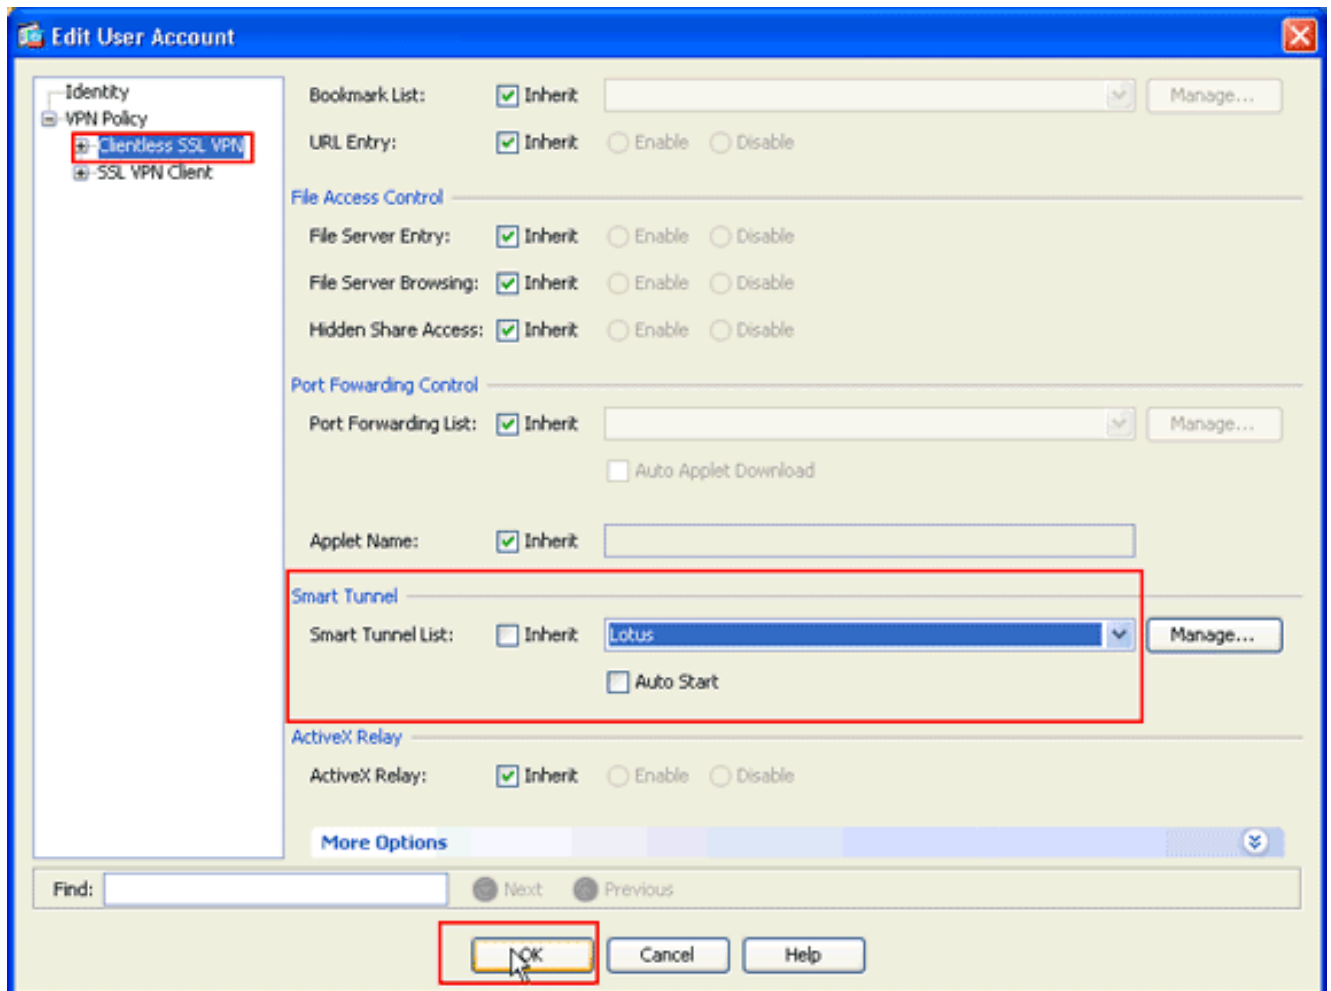 Edit User Account
Identity
VPN Policy
Clientless SSL VPN
SSL VPN Client
Bookmark List: Inherit Manage...
URL Entry: Inherit Enable Disable
File Access Control
File Server Entry: Inherit Enable Disable
File Server Browsing: Inherit Enable Disable
Hidden Share Access: Inherit Enable Disable
Port Fowarding Control
Port Forwarding List: Inherit Manage...
Auto Applet Download
Applet Name: Inherit
Smart Tunnel
Smart Tunnel List: Inherit Lotus Manage...
Auto Start
ActiveX Relay
ActiveX Relay: Inherit Enable Disable
More Options
Find: Next Previous
OK Cancel Help